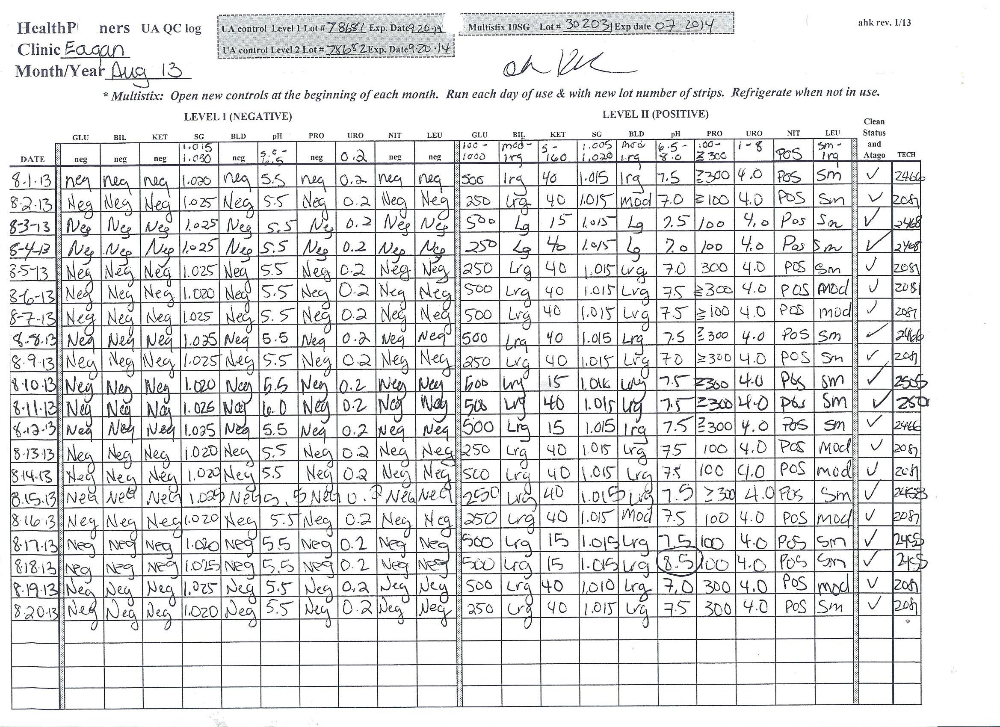 HealthP ners UA QC log
UA control Level 1 Lot # 78681 Exp. Date 9.20.14
Multistix 10SG Lot # 302031 Exp date 07.2014
ahk rev. 1/13
Clinic Eagan
UA control Level 2 Lot # 78682 Exp. Date 9.20.14
Month/Year Aug 13
* Multistix: Open new controls at the beginning of each month. Run each day of use & with new lot number of strips. Refrigerate when not in use.
LEVEL I (NEGATIVE) LEVEL II (POSITIVE) Clean Status and Atago
GLU BIL KET SG BLD pH PRO URO NIT LEU GLU BIL KET SG BLD pH PRO URO NIT LEU
DATE neg neg neg 1.015 1.030 neg 5.0 - 6.5 neg 0.2 neg neg 100 - 1000 mod - lrg 5 - 160 1.005 1.020 mod lrg 6.5 - 8.0 100 - ≥300 1 - 8 POS sm - lrg TECH
8.1.13 neg neg neg 1.020 neg 5.5 neg 0.2 neg neg 500 lrg 40 1.015 lrg 7.5 ≥300 4.0 POS Sm ✓ 2466
8.2.13 Neg Neg Neg 1.025 Neg 5.5 Neg 0.2 Neg Neg 250 Lrg 40 1.015 mod 7.0 ≥100 4.0 POS Sm ✓ 2081
8-3-13 Neg Neg Neg 1.025 Neg 5.5 Neg 0.2 Neg Neg 500 Lg 15 1.015 Lg 7.5 100 4.0 Pos Sm ✓ 2468
8-4-13 Neg Neg Neg 1.025 Neg 5.5 Neg 0.2 Neg Neg 250 Lg 40 1.015 Lg 7.0 100 4.0 Pos Sm ✓ 2468
8-5-13 Neg Neg Neg 1.025 Neg 5.5 Neg 0.2 Neg Neg 250 Lrg 40 1.015 Lrg 7.0 300 4.0 POS Sm ✓ 2081
8-6-13 Neg Neg Neg 1.020 Neg 5.5 Neg 0.2 Neg Neg 500 Lrg 40 1.015 Lrg 7.5 ≥300 4.0 POS mod ✓ 2081
8-7-13 Neg Neg Neg 1.025 Neg 5.5 Neg 0.2 Neg Neg 500 Lrg 40 1.015 Lrg 7.5 ≥100 4.0 POS mod ✓ 2081
8.8.13 Neg Neg Neg 1.025 Neg 5.5 Neg 0.2 Neg Neg 500 Lrg 40 1.015 Lrg 7.5 ≥300 4.0 POS Sm ✓ 2466
8.9.13 Neg Neg Neg 1.025 Neg 5.5 Neg 0.2 Neg Neg 250 Lrg 40 1.015 Lrg 7.0 ≥300 4.0 POS Sm ✓ 2081
8.10.13 Neg Neg Neg 1.020 Neg 5.5 Neg 0.2 Neg Neg 500 Lrg 15 Lrg 7.5 ≥300 4.0 Pos Sm ✓ 2505
8.11.13 Neg Neg Neg Neg 6.0 Neg 0.2 Neg Neg 500 Lrg 40 1.015 Lrg 7.5 ≥300 4.0 pos Sm ✓
8.12.13 Neg Neg Neg 1.025 Neg 5.5 Neg 0.2 Neg Neg 500 Lrg 15 1.015 lrg 7.5 ≥300 4.0 POS Sm ✓ 2466
8.13.13 Neg Neg Neg 1.020 Neg 5.5 Neg 0.2 Neg Neg 250 Lrg 40 1.015 Lrg 7.5 100 4.0 POS Mod ✓ 2081
8.14.13 Neg Neg Neg 1.020 Neg 5.5 Neg 0.2 Neg Neg 500 Lrg 40 1.015 Lrg 7.5 100 4.0 POS mod ✓ 2081
8.15.13 Neg Neg Neg 1.025 Neg 5.5 Neg 0.2 Neg Neg 250 Lrg 40 1.015 Lrg 7.5 ≥300 4.0 POS Sm ✓
8.16.13 Neg Neg Neg 1.020 Neg 5.5 Neg 0.2 Neg Neg 250 Lrg 40 1.015 Mod 7.5 100 4.0 POS mod ✓ 2081
8.17.13 Neg Neg Neg 1.020 Neg 5.5 Neg 0.2 Neg Neg 500 Lrg 15 1.015 Lrg 7.5 100 4.0 POS Sm ✓ 2455
8.18.13 Neg Neg Neg 1.025 Neg 5.5 Neg 0.2 Neg Neg 500 Lrg 15 1.015 Lrg 8.5 100 4.0 POS Sm ✓ 2455
8.19.13 Neg Neg Neg 1.025 Neg 5.5 Neg 0.2 Neg Neg 500 Lrg 40 1.010 Lrg 7.0 300 4.0 POS mod ✓ 2081
8.20.13 Neg Neg Neg 1.020 Neg 5.5 Neg 0.2 Neg Neg 250 Lrg 40 1.015 Lrg 7.5 300 4.0 POS Sm ✓ 2081